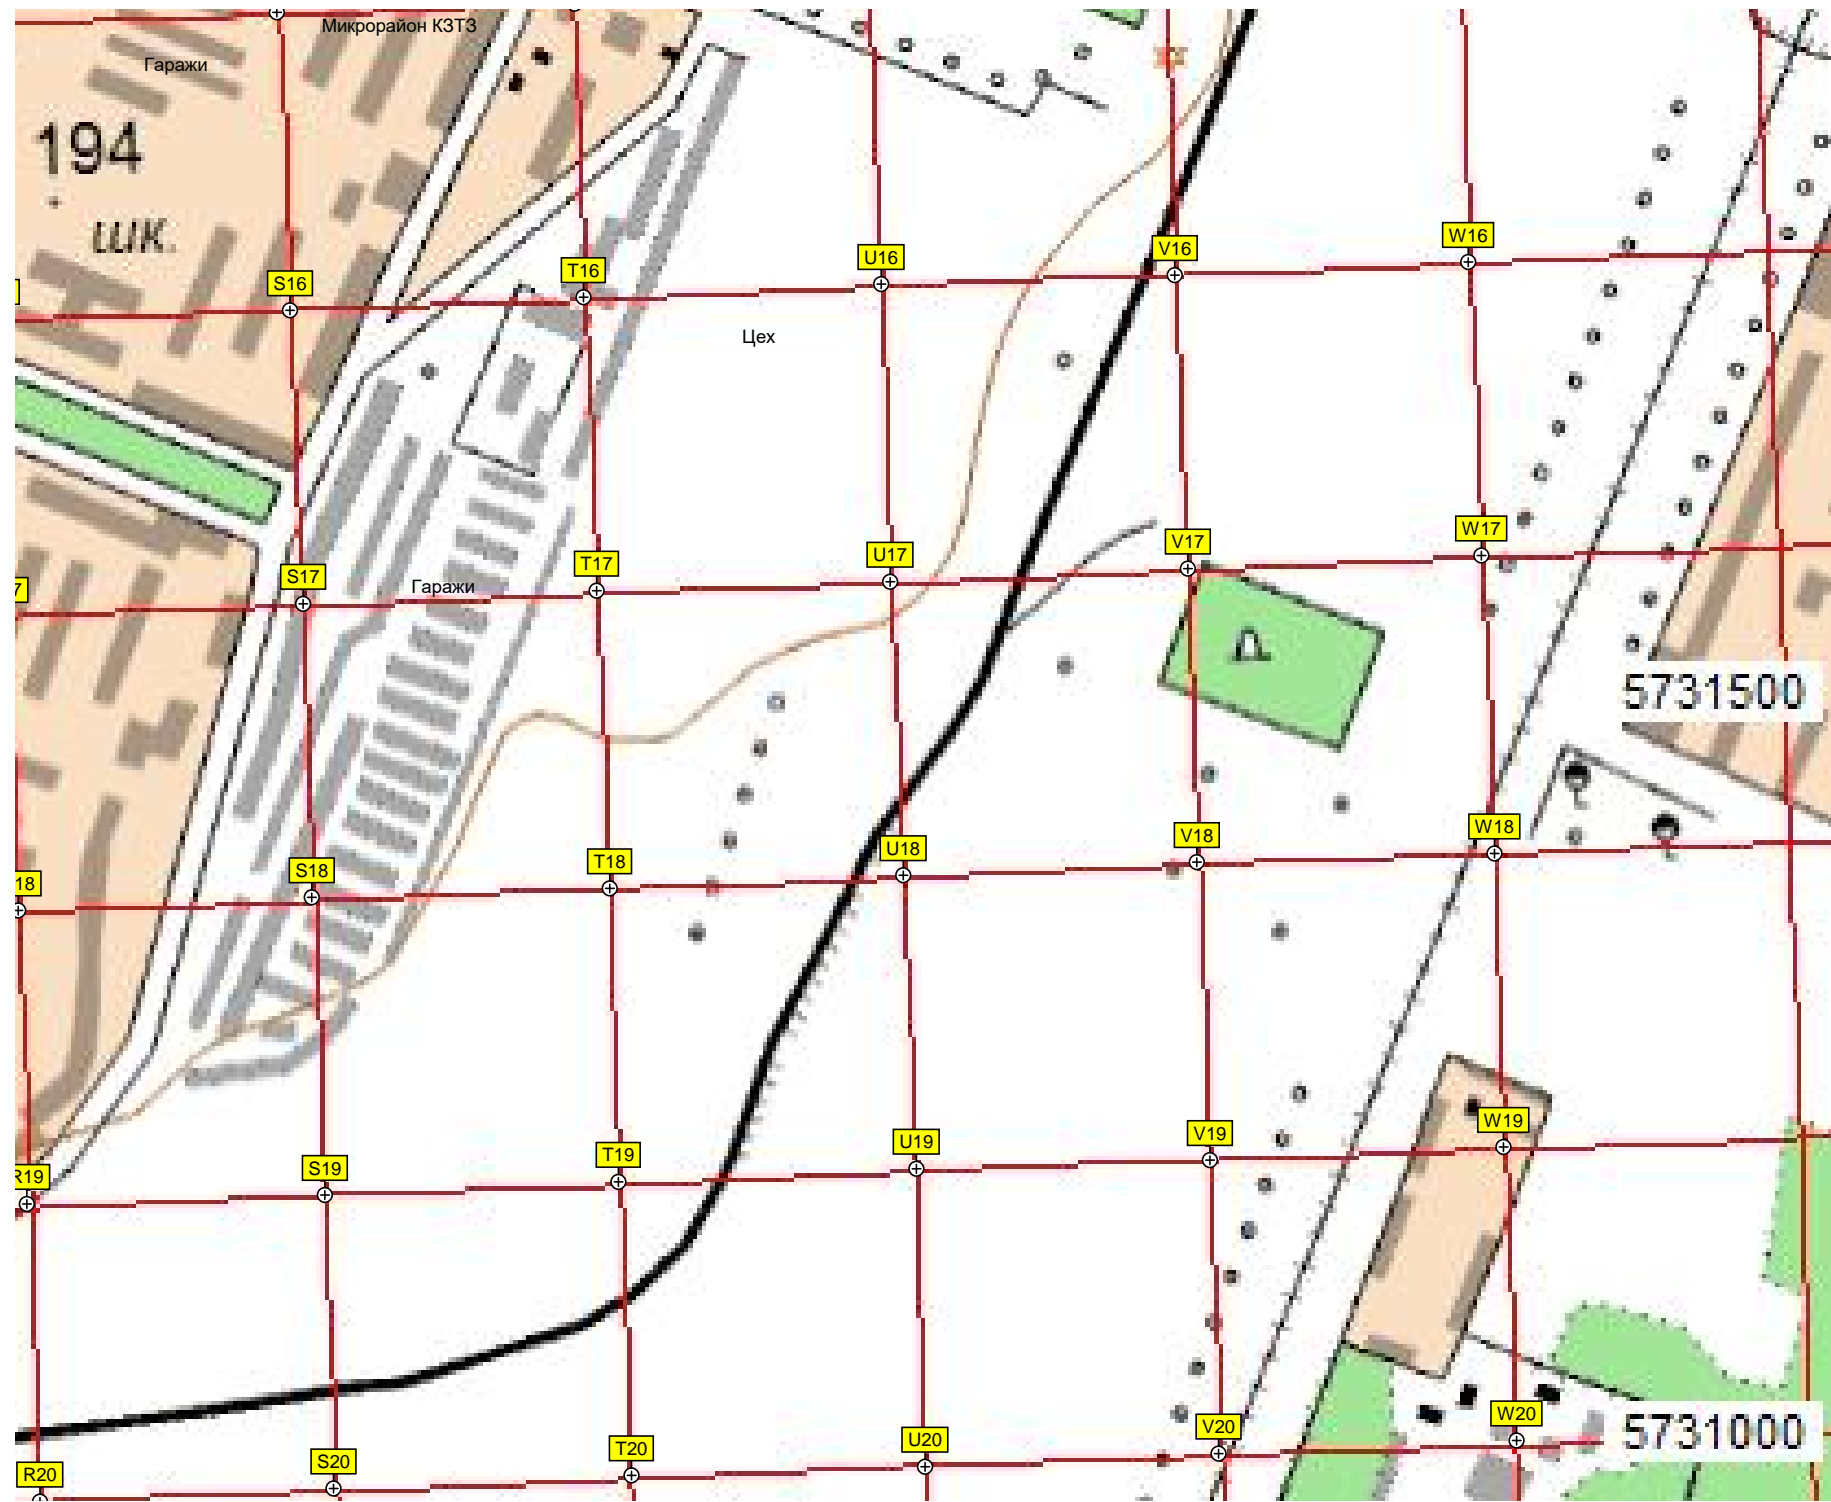 Микрорайон КЗТЗ
Гаражи
194
шк.
W16
V16
U16
T16
S16
Цех
W17
V17
U17
T17
S17
Гаражи
7
5731500
W18
V18
U18
T18
S18
18
W19
V19
U19
T19
S19
R19
W20
5731000
V20
U20
T20
S20
R20